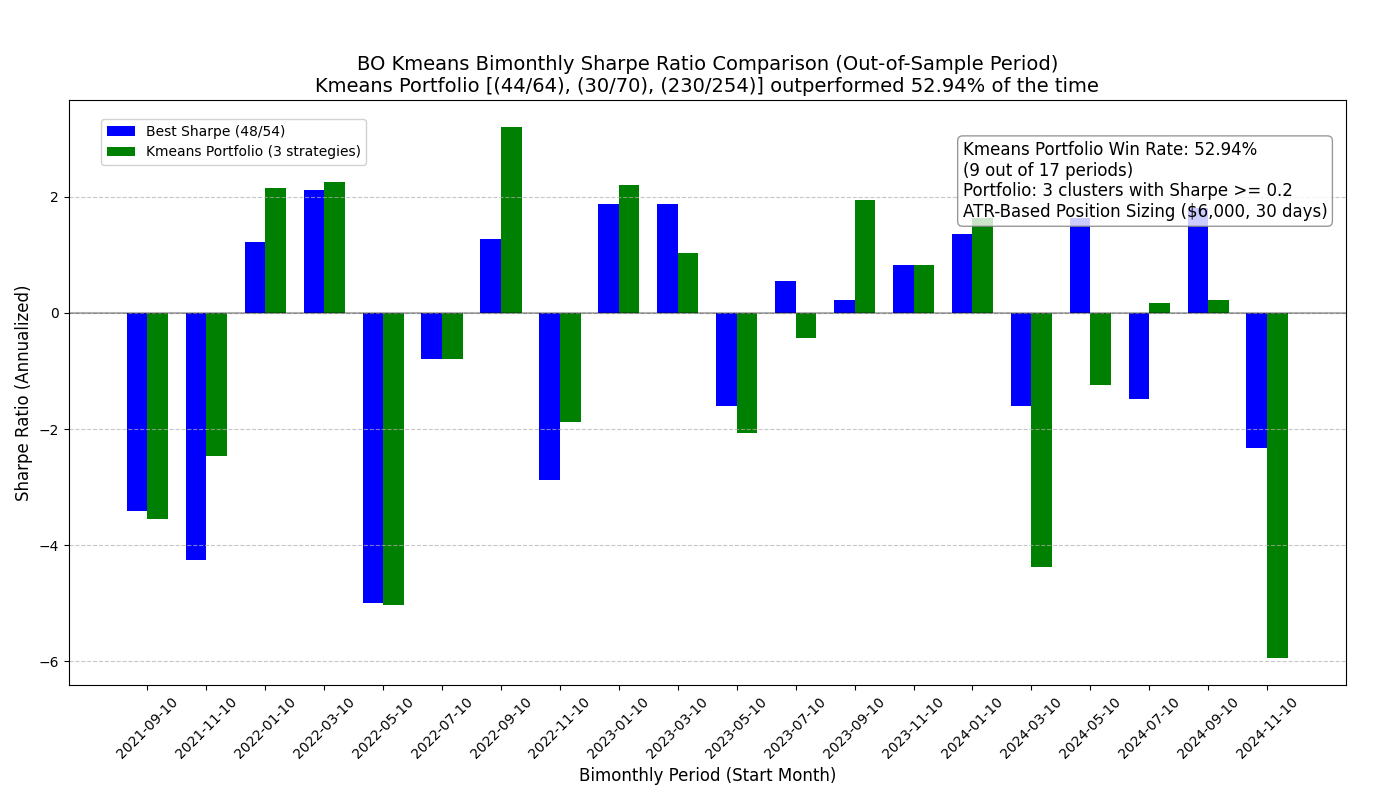 BO Kmeans Bimonthly Sharpe Ratio Comparison (Out-of-Sample Period)
Kmeans Portfolio [(44/64), (30/70), (230/254)] outperformed 52.94% of the time
Best Sharpe (48/54)
Kmeans Portfolio (3 strategies)
Kmeans Portfolio Win Rate: 52.94%
(9 out of 17 periods)
Portfolio: 3 clusters with Sharpe >= 0.2
ATR-Based Position Sizing ($6,000, 30 days)
Sharpe Ratio (Annualized)
2
0
−2
−4
−6
2021-09-10
2021-11-10
2022-01-10
2022-03-10
2022-05-10
2022-07-10
2022-09-10
2022-11-10
2023-01-10
2023-03-10
2023-05-10
2023-07-10
2023-09-10
2023-11-10
2024-01-10
2024-03-10
2024-05-10
2024-07-10
2024-09-10
2024-11-10
Bimonthly Period (Start Month)